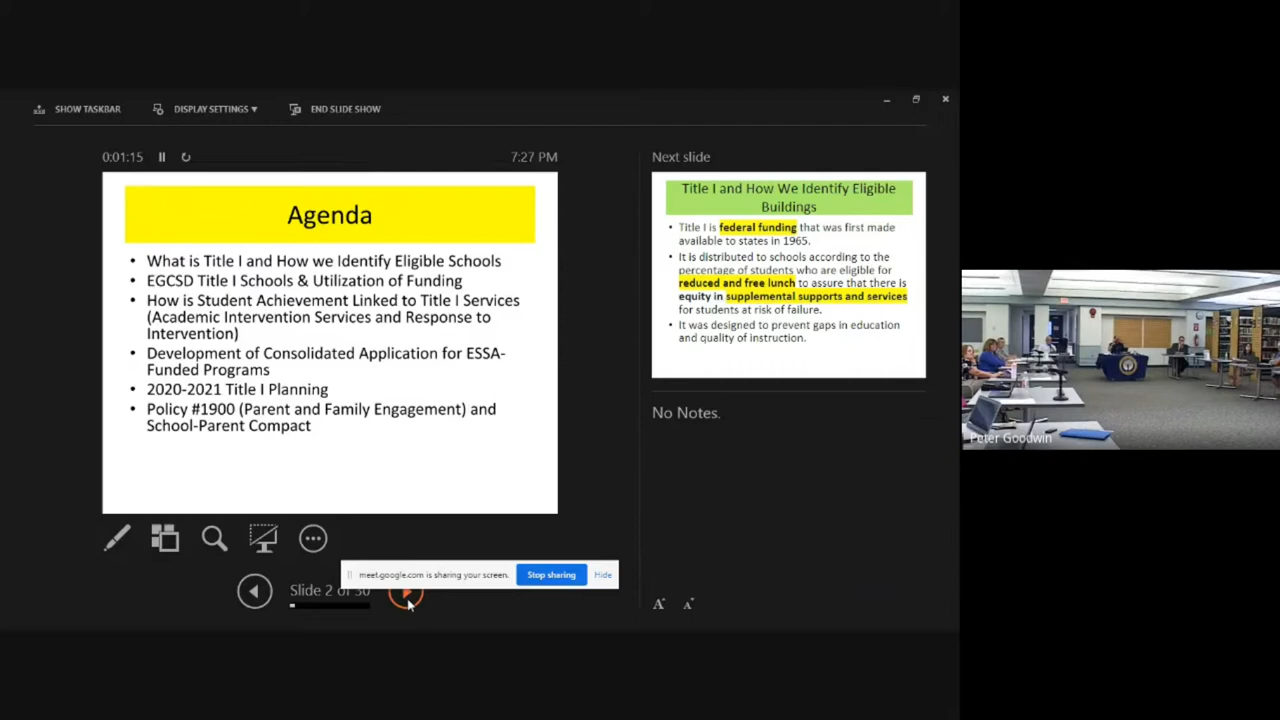 SHOW TASKBAR
DISPLAY SETTINGS
END SLIDE SHOW
0:01:15
7:27 PM
Agenda
• What is Title I and How we Identify Eligible Schools
• EGCSD Title I Schools & Utilization of Funding
• How is Student Achievement Linked to Title I Services
(Academic Intervention Services and Response to
Intervention)
• Development of Consolidated Application for ESSA-
Funded Programs
• 2020-2021 Title I Planning
• Policy #1900 (Parent and Family Engagement) and
School-Parent Compact
Next slide
Title I and How We Identify Eligible
Buildings
• Title I is federal funding that was first made
available to states in 1965.
• It is distributed to schools according to the
percentage of students who are eligible for
reduced and free lunch to assure that there is
equity in supplemental supports and services
for students at risk of failure.
• It was designed to prevent gaps in education
and quality of instruction.
No Notes.
meet.google.com is sharing your screen.
Stop sharing
Hide
Slide 2 of 30
A
A
Peter Goodwin